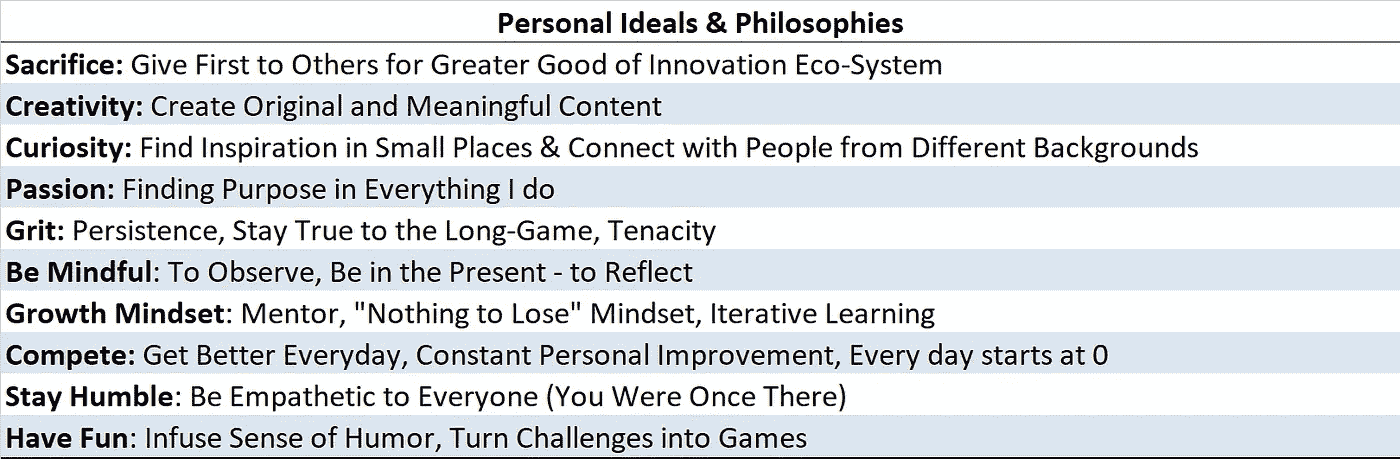 Personal Ideals & Philosophies
Sacrifice: Give First to Others for Greater Good of Innovation Eco-System
Creativity: Create Original and Meaningful Content
Curiosity: Find Inspiration in Small Places & Connect with People from Different Backgrounds
Passion: Finding Purpose in Everything I do
Grit: Persistence, Stay True to the Long-Game, Tenacity
Be Mindful: To Observe, Be in the Present - to Reflect
Growth Mindset: Mentor, "Nothing to Lose" Mindset, Iterative Learning
Compete: Get Better Everyday, Constant Personal Improvement, Every day starts at 0
Stay Humble: Be Empathetic to Everyone (You Were Once There)
Have Fun: Infuse Sense of Humor, Turn Challenges into Games